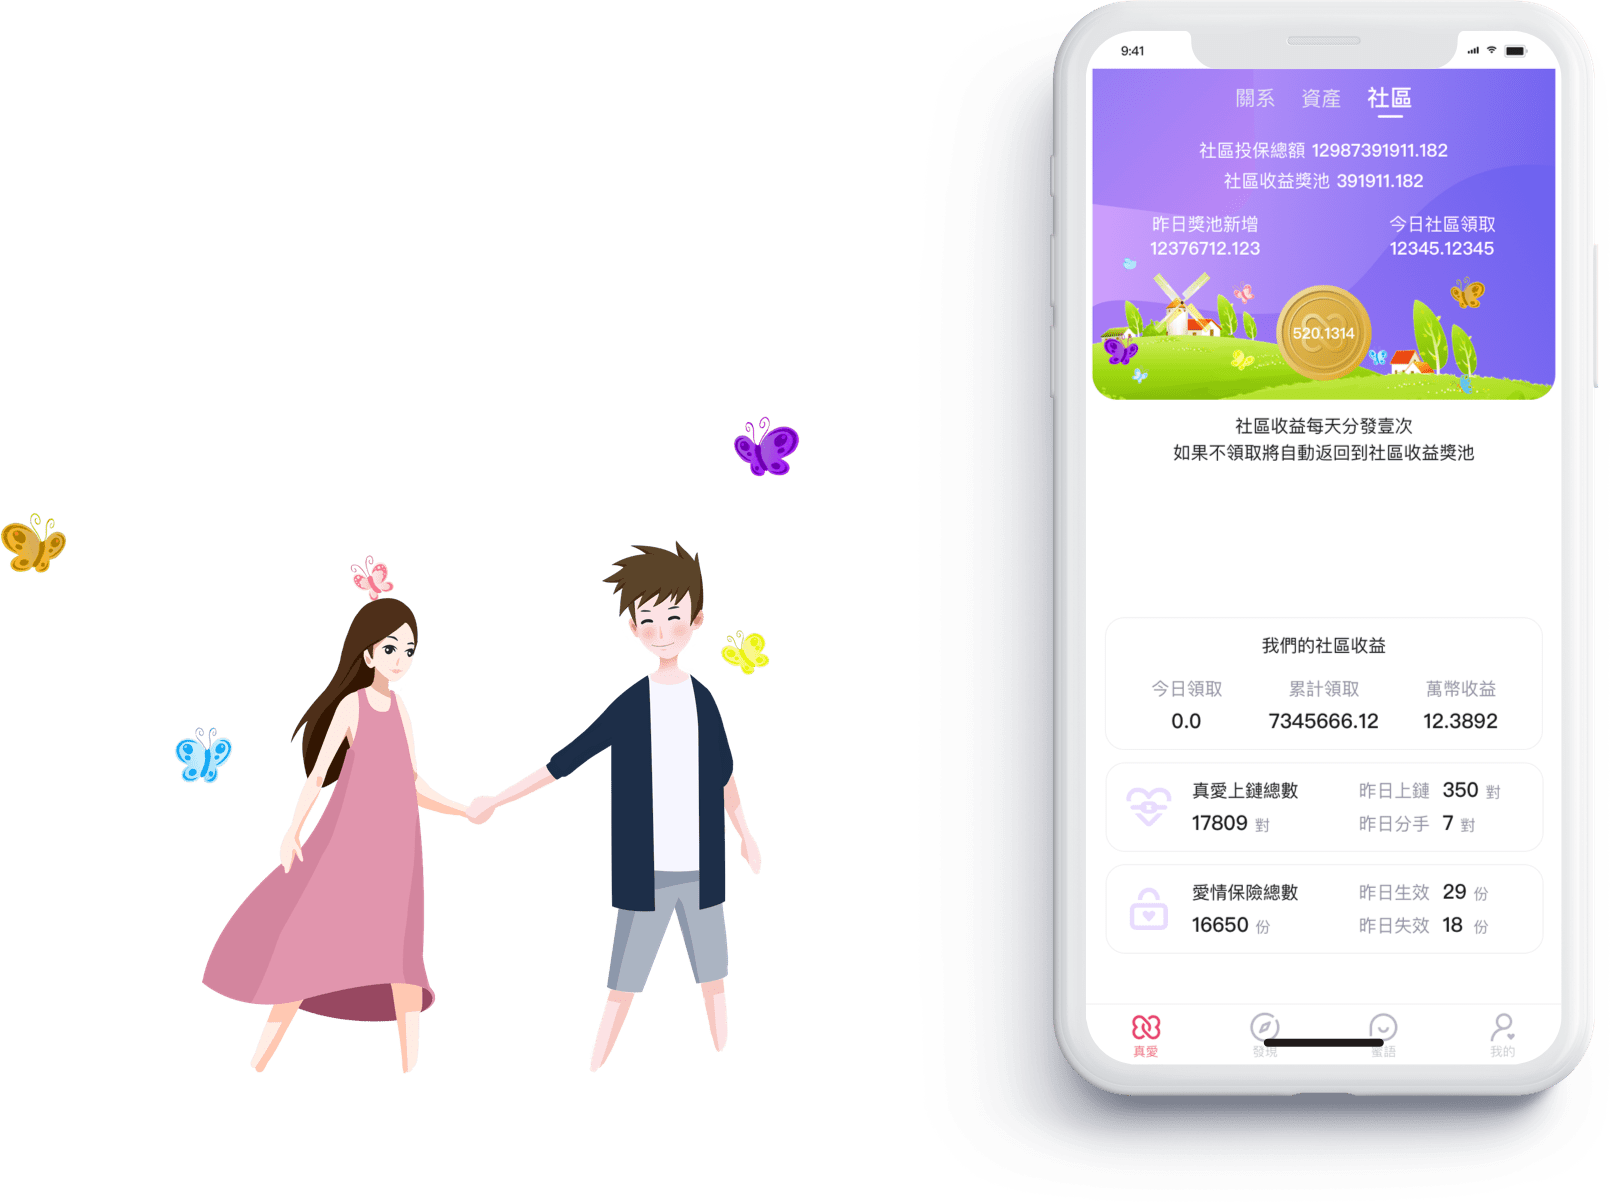 9:41
關系 資產 社區
社區投保總額 12987391911.182
社區收益獎池 391911.182
昨日獎池新增 今日社區領取
12376712.123 12345.12345
520.1314
社區收益每天分發壹次
如果不領取將自動返回到社區收益獎池
我們的社區收益
今日領取 累計領取 萬幣收益
0.0 7345666.12 12.3892
真愛上鏈總數 昨日上鏈 350 對
17809 對 昨日分手 7 對
愛情保險總數 昨日生效 29 份
16650 份 昨日失效 18 份
真愛 發現 蜜語 我的